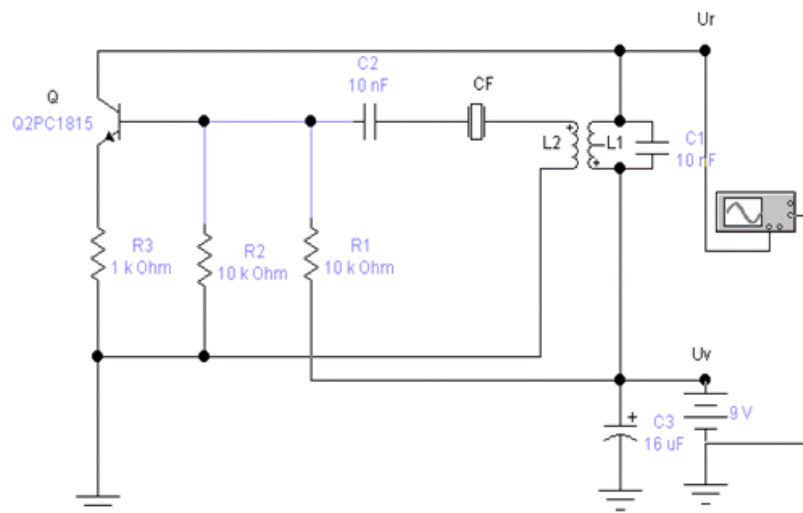 Ur
C2
10 nF
CF
Q
Q2PC1815
L2
L1
C1
10 nF
R3
1 k Ohm
R2
10 k Ohm
R1
10 k Ohm
Uv
C3
16 uF
9 V